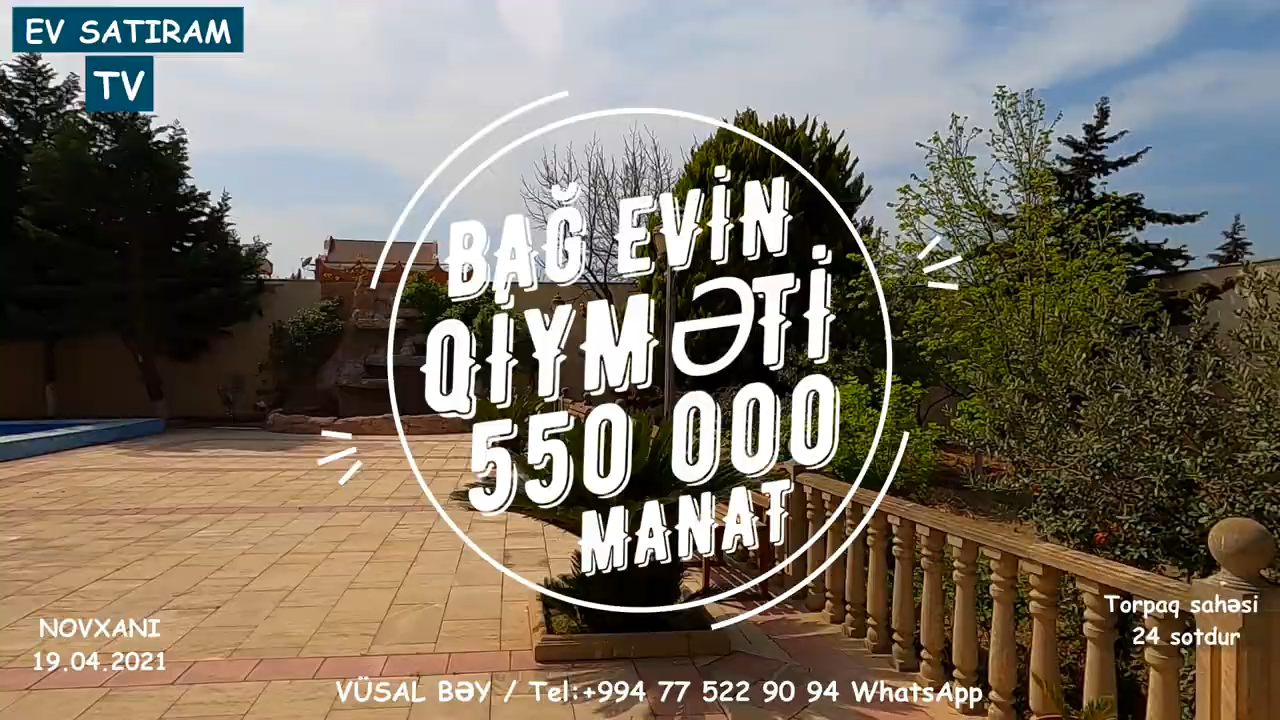 EV SATIRAM
TV
BAĞ EVİN
QİYMƏTİ
550 000
MANAT
NOVXANI
19.04.2021
Torpaq sahəsi
24 sotdur
VÜSAL BƏY / Tel:+994 77 522 90 94 WhatsApp